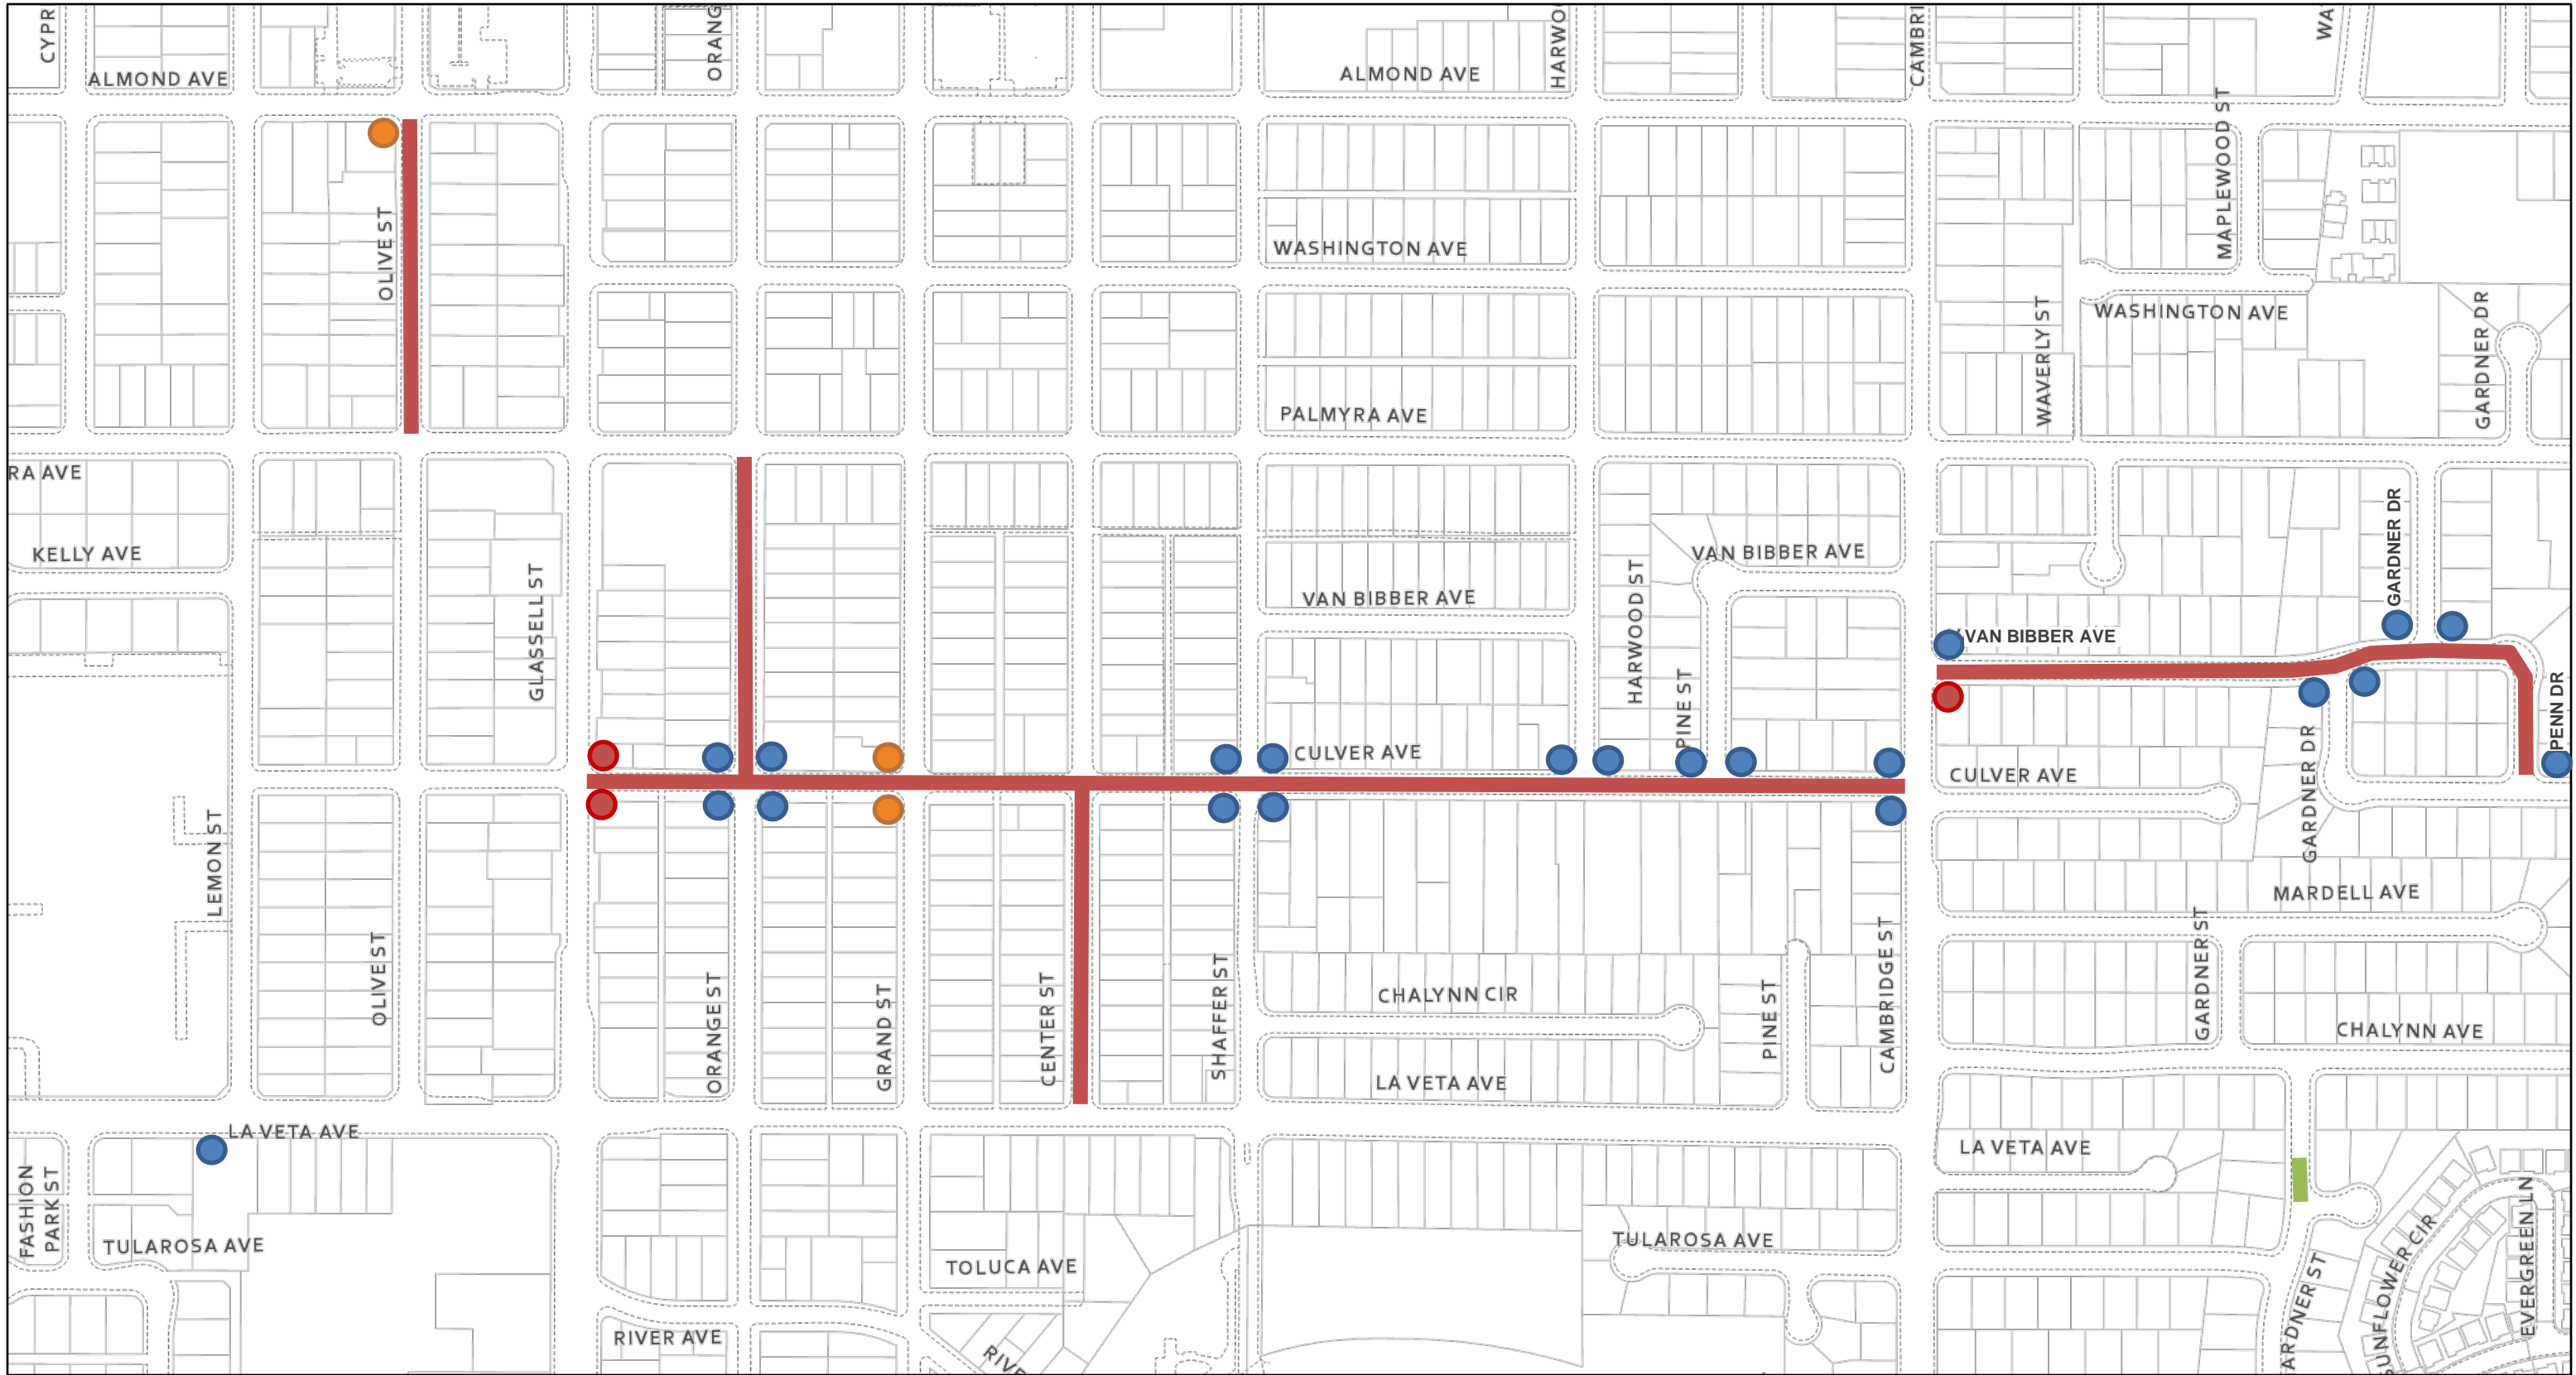 CYPR
ORANG
HARWO
CAMBRI
WA
ALMOND AVE
ALMOND AVE
MAPLEWOOD ST
OLIVE ST
WASHINGTON AVE
WASHINGTON AVE
WAVERLY ST
GARDNER DR
PALMYRA AVE
RA AVE
KELLY AVE
GLASSELL ST
VAN BIBBER AVE
VAN BIBBER AVE
HARWOOD ST
PINE ST
GARDNER DR
VAN BIBBER AVE
PENN DR
CULVER AVE
CULVER AVE
GARDNER DR
LEMON ST
OLIVE ST
MARDELL AVE
GARDNER ST
ORANGE ST
GRAND ST
CENTER ST
SHAFFER ST
CHALYNN CIR
PINE ST
CAMBRIDGE ST
CHALYNN AVE
LA VETA AVE
LA VETA AVE
LA VETA AVE
FASHION
PARK ST
TULAROSA AVE
TOLUCA AVE
TULAROSA AVE
RIVER AVE
RIVE
ARDNER ST
SUNFLOWER CIR
EVERGREEN LN